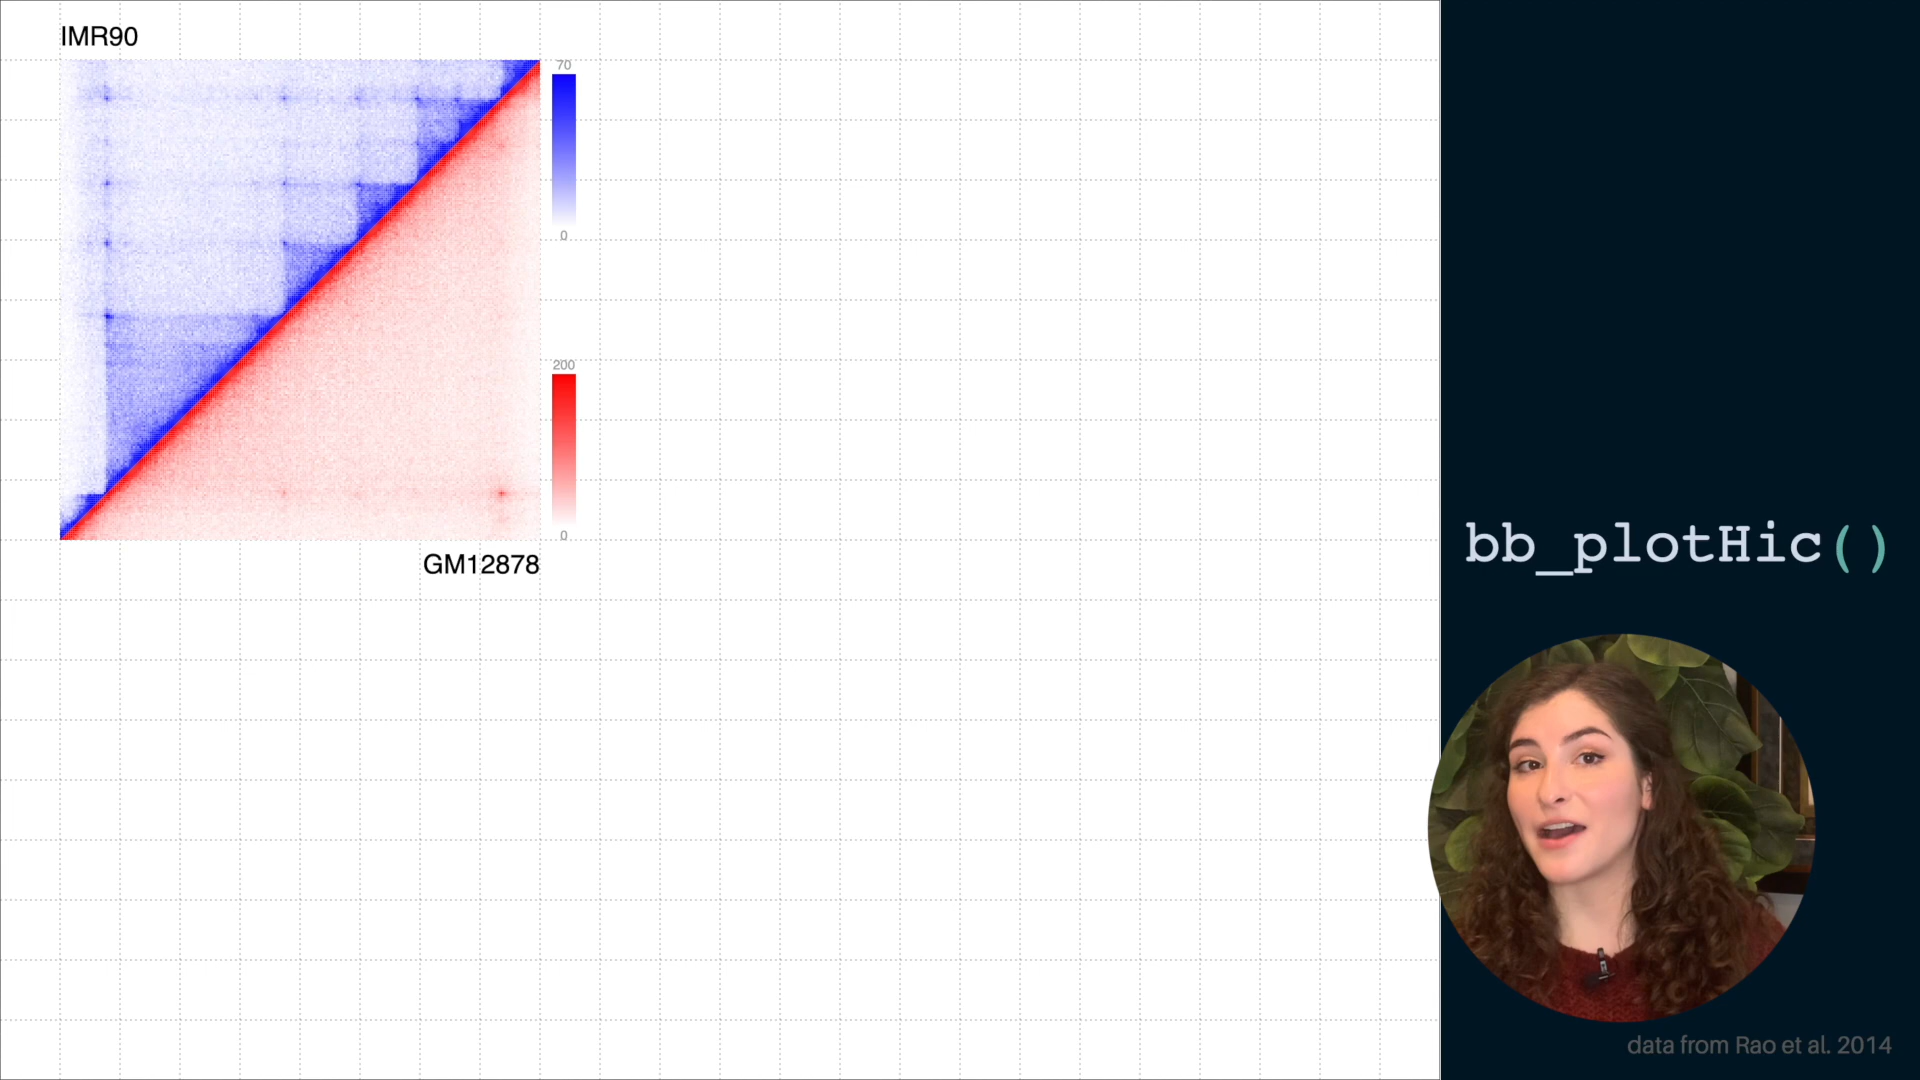 IMR90
70
0
200
0
GM12878
bb_plotHic()
data from Rao et al. 2014